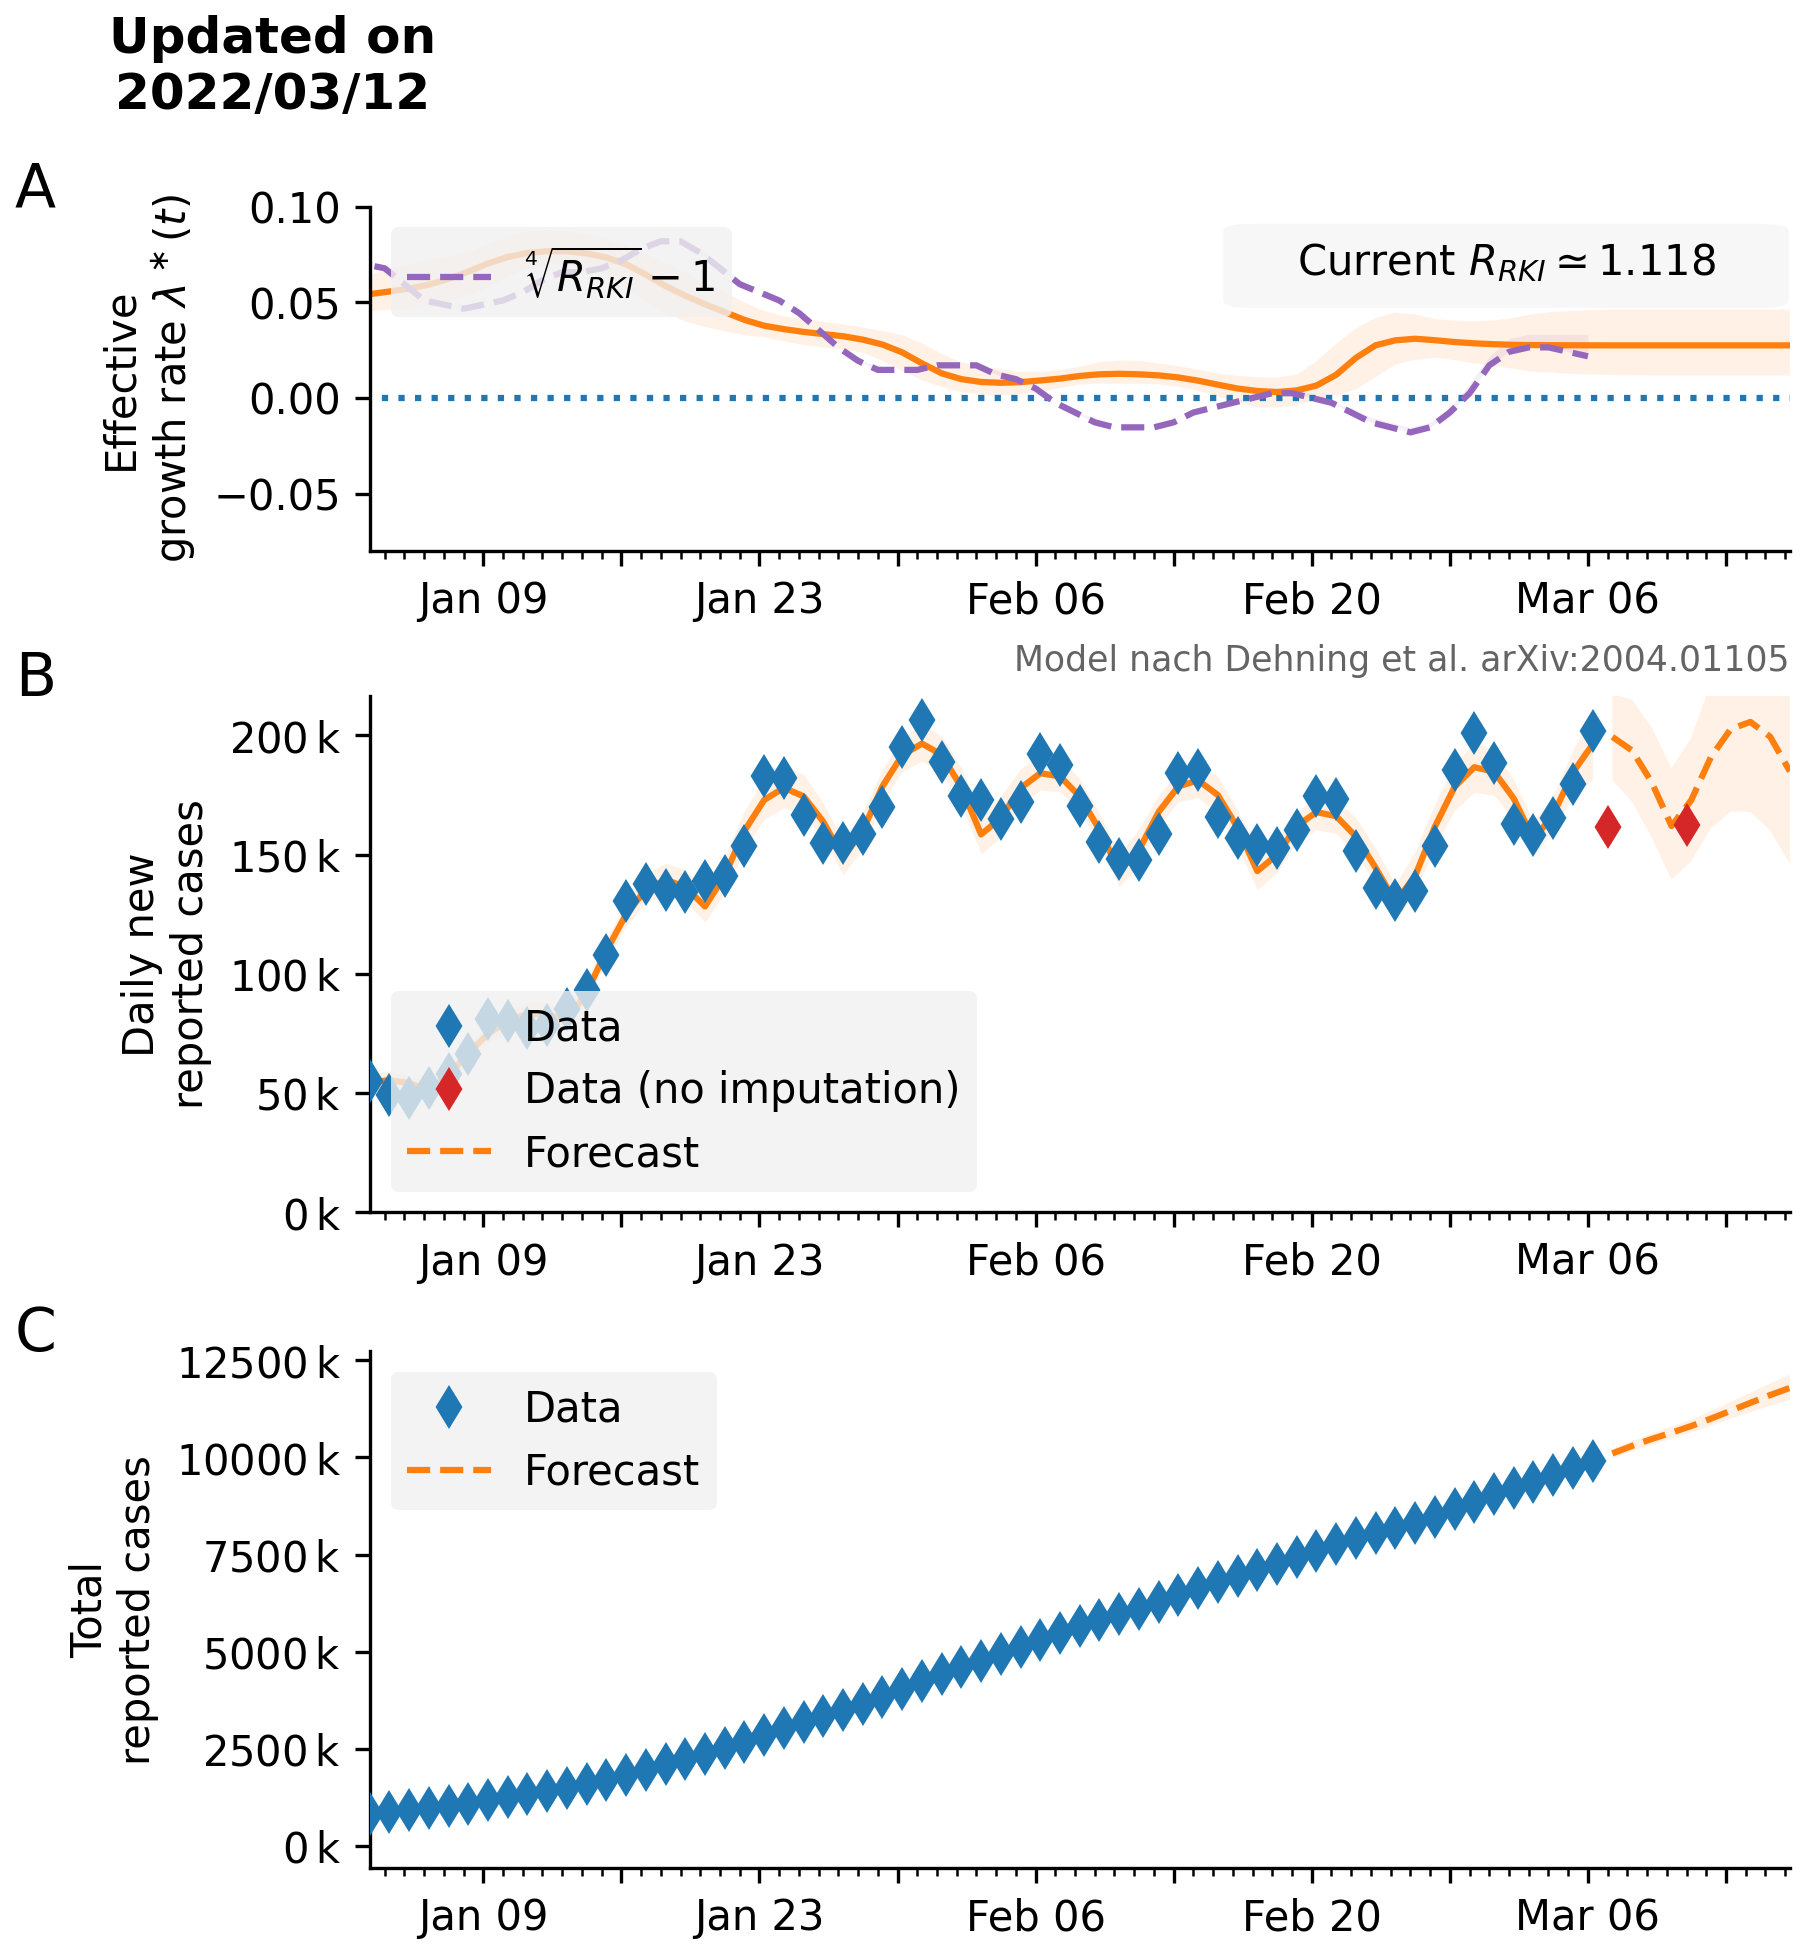 Updated on
2022/03/12
A
Effective
growth rate λ * (t)
0.10
0.05
0.00
−0.05
∜R_RKI − 1
Current R_RKI ≃ 1.118
Jan 09
Jan 23
Feb 06
Feb 20
Mar 06
Model nach Dehning et al. arXiv:2004.01105
B
Daily new
reported cases
200 k
150 k
100 k
50 k
0 k
Data
Data (no imputation)
Forecast
Jan 09
Jan 23
Feb 06
Feb 20
Mar 06
C
Total
reported cases
12500 k
10000 k
7500 k
5000 k
2500 k
0 k
Data
Forecast
Jan 09
Jan 23
Feb 06
Feb 20
Mar 06